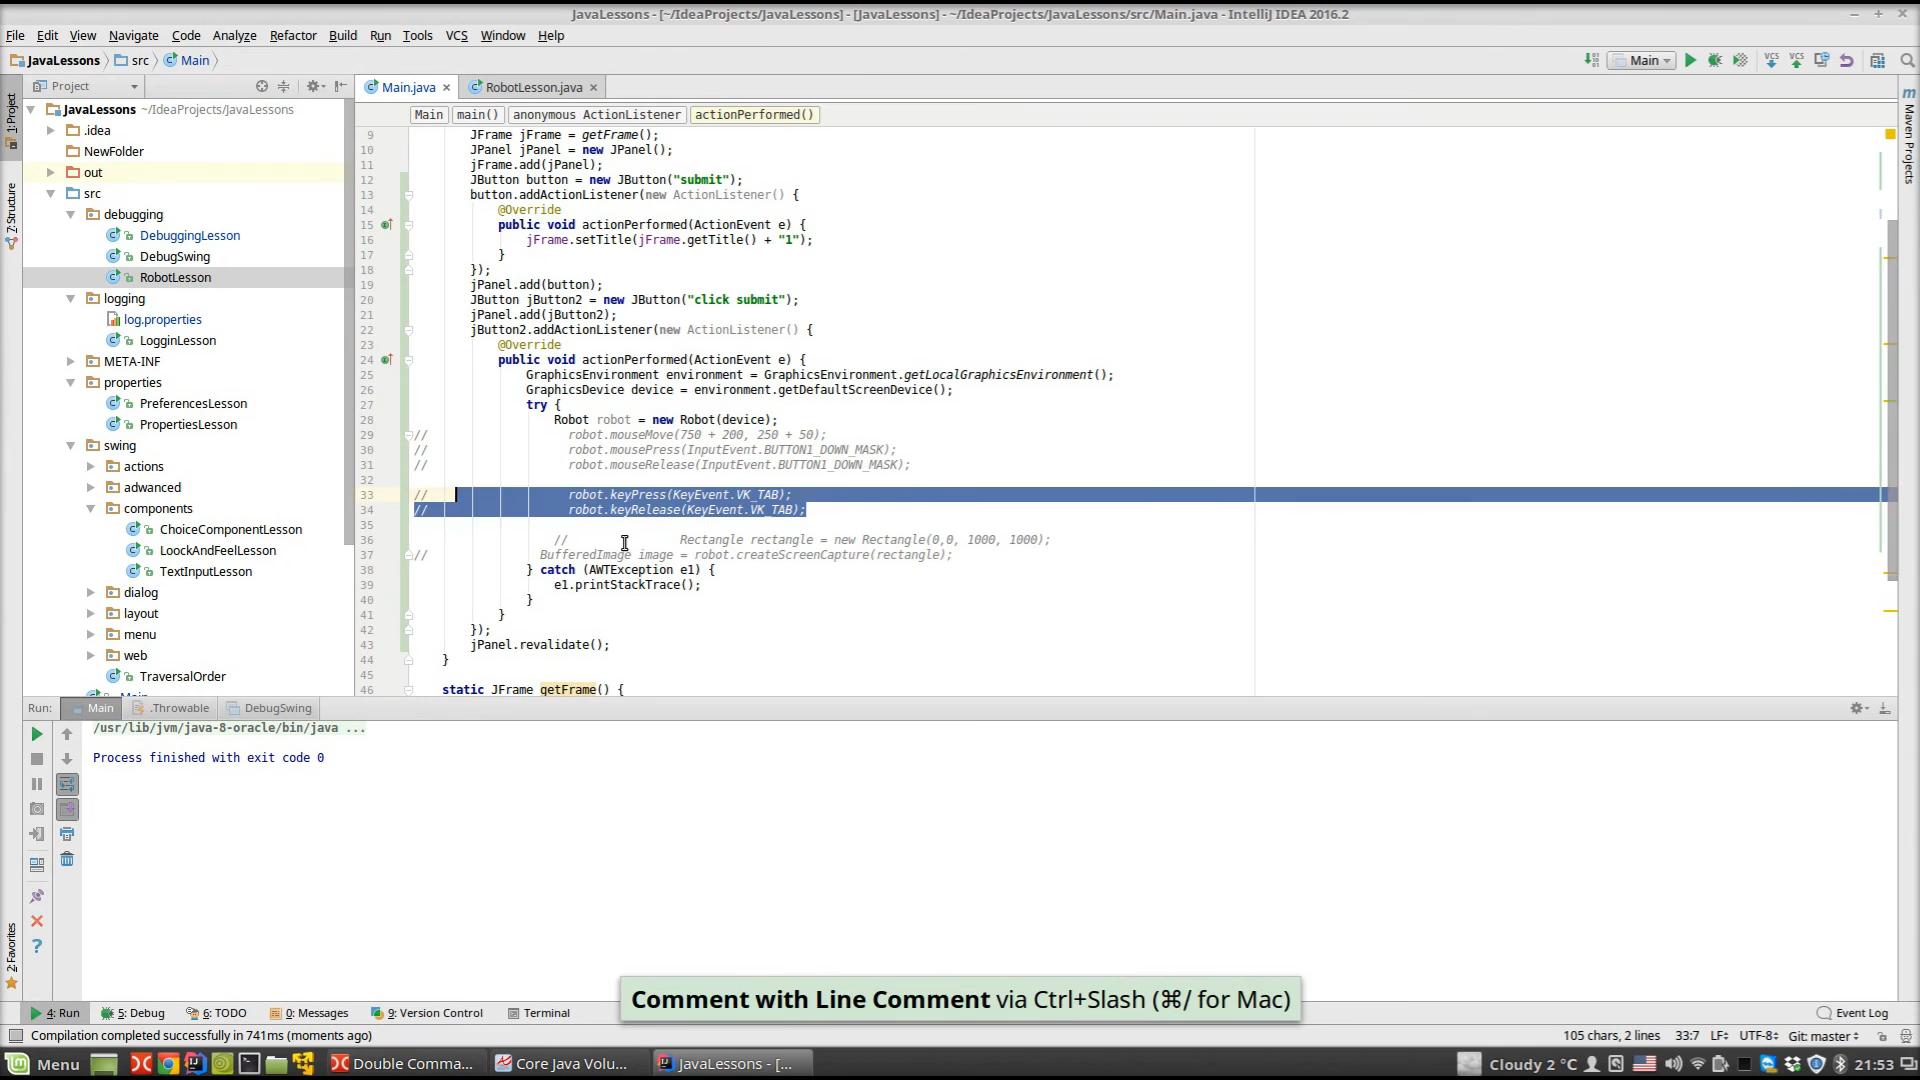 JavaLessons - [~/IdeaProjects/JavaLessons] - [JavaLessons] - ~/IdeaProjects/JavaLessons/src/Main.java - IntelliJ IDEA 2016.2
File Edit View Navigate Code Analyze Refactor Build Run Tools VCS Window Help
JavaLessons src Main Main
Project Main.java RobotLesson.java
Main main() anonymous ActionListener actionPerformed()
1: Project
7: Structure
2: Favorites
Maven Projects
JavaLessons ~/IdeaProjects/JavaLessons
.idea
NewFolder
out
src
debugging
DebuggingLesson
DebugSwing
RobotLesson
logging
log.properties
LogginLesson
META-INF
properties
PreferencesLesson
PropertiesLesson
swing
actions
adwanced
components
ChoiceComponentLesson
LoockAndFeelLesson
TextInputLesson
dialog
layout
menu
web
TraversalOrder
Main
9 JFrame jFrame = getFrame();
10 JPanel jPanel = new JPanel();
11 jFrame.add(jPanel);
12 JButton button = new JButton("submit");
13 button.addActionListener(new ActionListener() {
14 @Override
15 public void actionPerformed(ActionEvent e) {
16 jFrame.setTitle(jFrame.getTitle() + "1");
17 }
18 });
19 jPanel.add(button);
20 JButton jButton2 = new JButton("click submit");
21 jPanel.add(jButton2);
22 jButton2.addActionListener(new ActionListener() {
23 @Override
24 public void actionPerformed(ActionEvent e) {
25 GraphicsEnvironment environment = GraphicsEnvironment.getLocalGraphicsEnvironment();
26 GraphicsDevice device = environment.getDefaultScreenDevice();
27 try {
28 Robot robot = new Robot(device);
29 // robot.mouseMove(750 + 200, 250 + 50);
30 // robot.mousePress(InputEvent.BUTTON1_DOWN_MASK);
31 // robot.mouseRelease(InputEvent.BUTTON1_DOWN_MASK);
32
33 // robot.keyPress(KeyEvent.VK_TAB);
34 // robot.keyRelease(KeyEvent.VK_TAB);
35
36 // Rectangle rectangle = new Rectangle(0,0, 1000, 1000);
37 // BufferedImage image = robot.createScreenCapture(rectangle);
38 } catch (AWTException e1) {
39 e1.printStackTrace();
40 }
41 }
42 });
43 jPanel.revalidate();
44 }
45
46 static JFrame getFrame() {
Run: Main .Throwable DebugSwing
/usr/lib/jvm/java-8-oracle/bin/java ...
Process finished with exit code 0
Comment with Line Comment via Ctrl+Slash (⌘/ for Mac)
4: Run 5: Debug 6: TODO 0: Messages 9: Version Control Terminal Event Log
Compilation completed successfully in 741ms (moments ago) 105 chars, 2 lines 33:7 LF÷ UTF-8÷ Git: master÷
Menu Double Comma... Core Java Volu... JavaLessons - [... Cloudy 2 °C 21:53